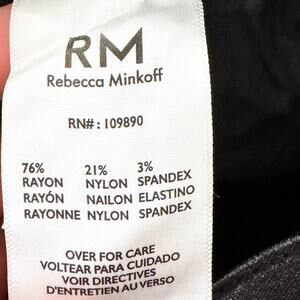 RM
Rebecca Minkoff
RN#: 109890
76% 21% 3%
RAYON NYLON SPANDEX
RAYÓN NAILON ELASTINO
RAYONNE NYLON SPANDEX
OVER FOR CARE
VOLTEAR PARA CUIDADO
VOIR DIRECTIVES
D'ENTRETIEN AU VERSO